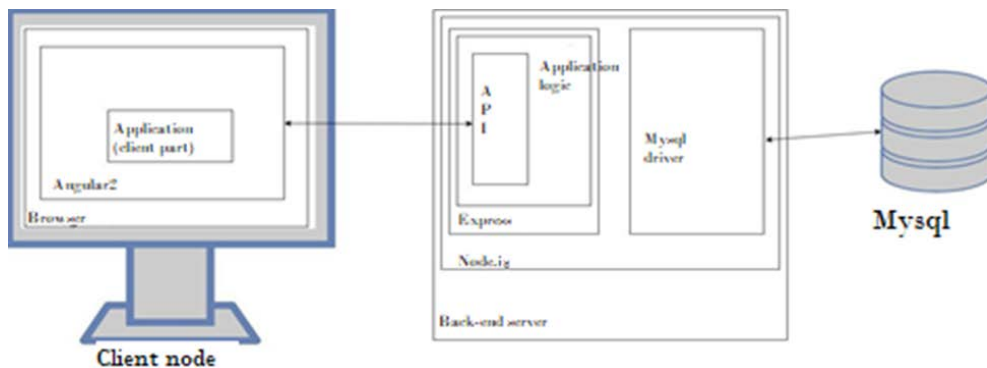 Application
(client part)
Angular2
Browser
Client node
A
P
I
Application
logic
Express
Node.js
Back-end server
Mysql
driver
Mysql